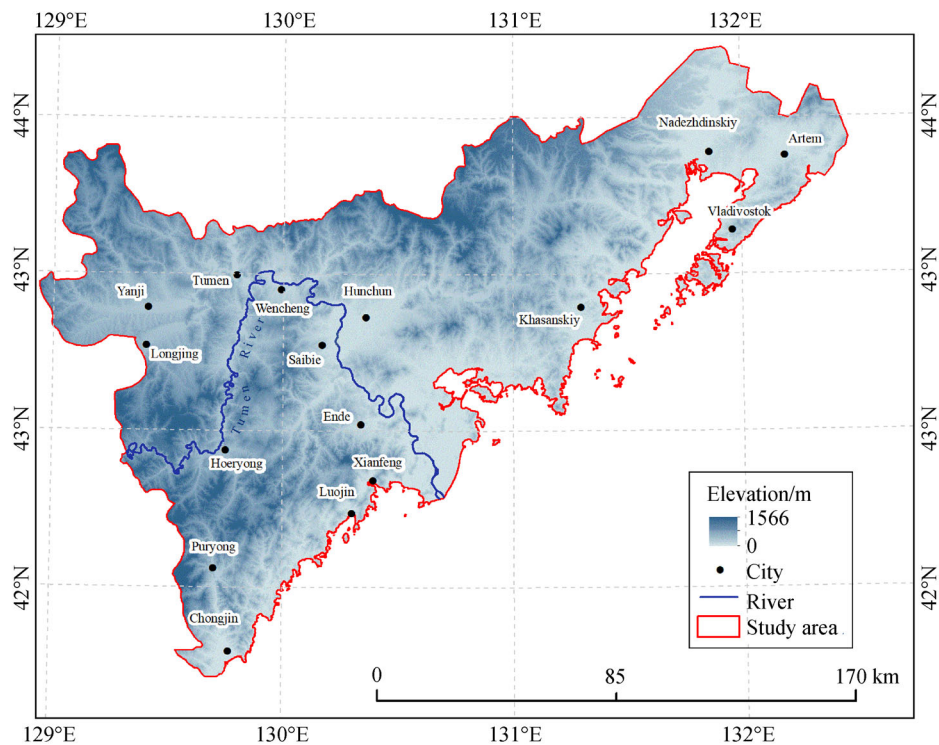 129°E 130°E 131°E 132°E
44°N
44°N
Nadezhdinskiy
Artem
Vladivostok
43°N
43°N
Tumen
Yanji
Wencheng
Hunchun
Khasanskiy
Longjing
Saibie
Tumen River
Ende
43°N
43°N
Hoeryong
Xianfeng
Luojin
Puryong
42°N
42°N
Chongjin
Elevation/m
1566
0
City
River
Study area
0 85 170 km
129°E 130°E 131°E 132°E